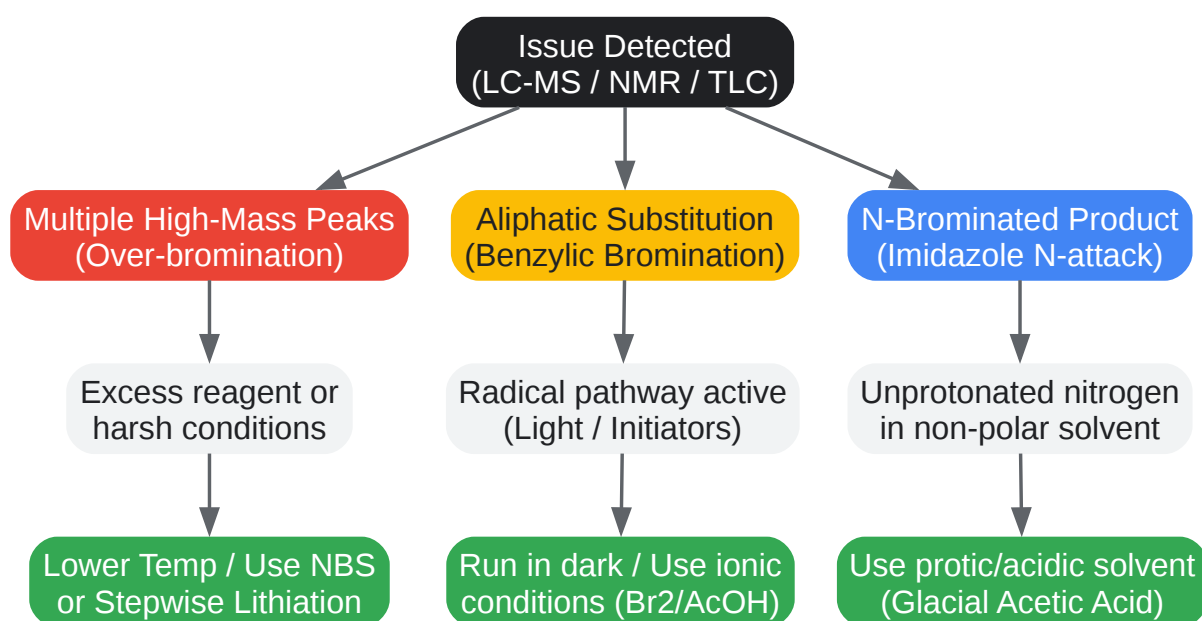 Issue Detected
(LC-MS / NMR / TLC)
Multiple High-Mass Peaks
(Over-bromination)
Aliphatic Substitution
(Benzylic Bromination)
N-Brominated Product
(Imidazole N-attack)
Excess reagent or
harsh conditions
Radical pathway active
(Light / Initiators)
Unprotonated nitrogen
in non-polar solvent
Lower Temp / Use NBS
or Stepwise Lithiation
Run in dark / Use ionic
conditions (Br2/AcOH)
Use protic/acidic solvent
(Glacial Acetic Acid)